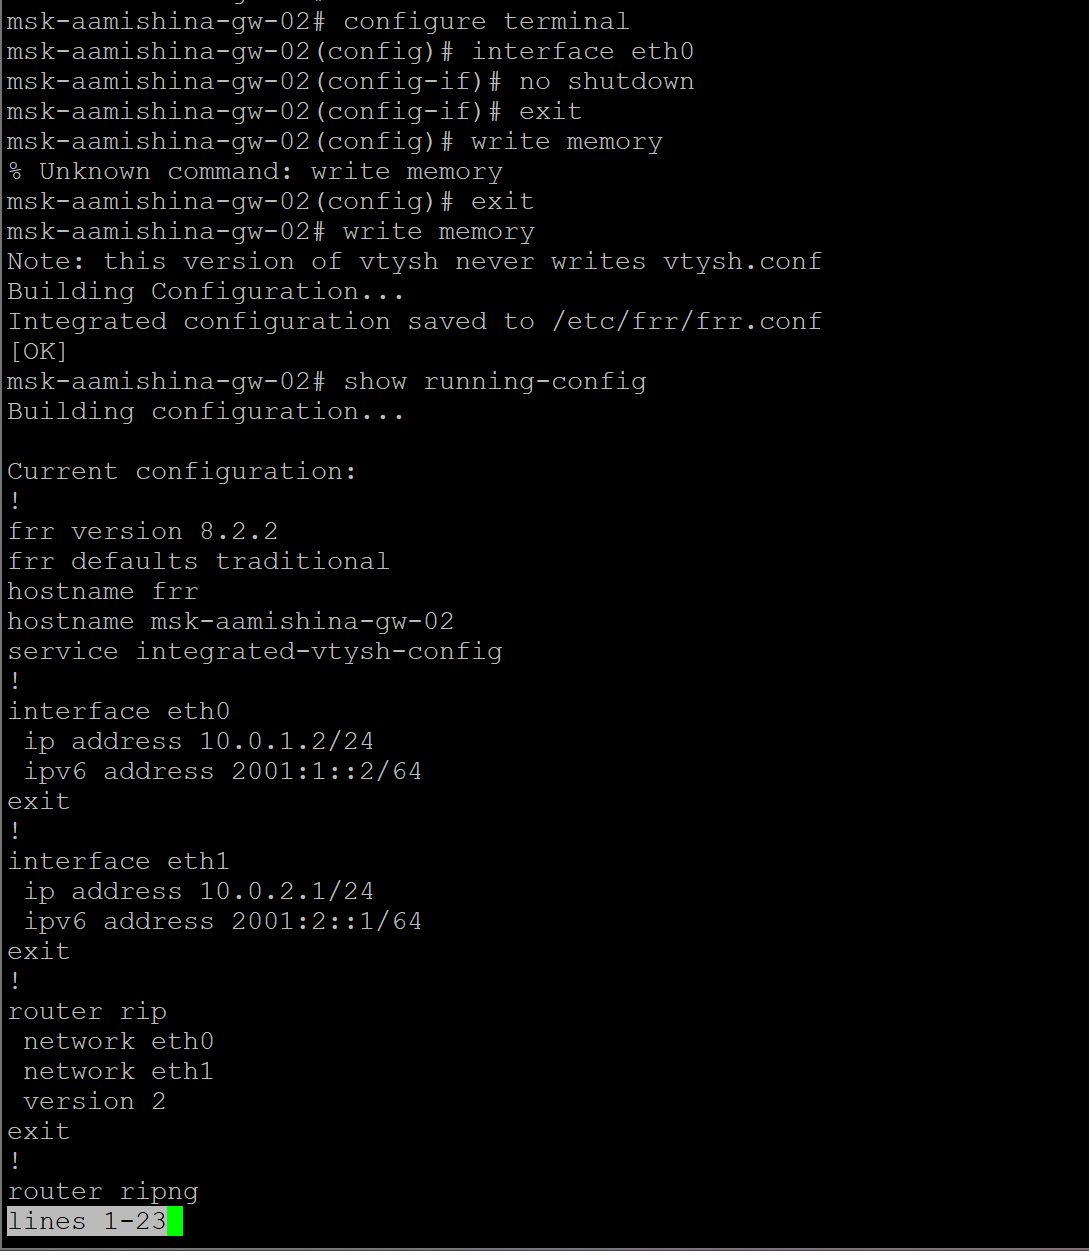 msk-aamishina-gw-02# configure terminal
msk-aamishina-gw-02(config)# interface eth0
msk-aamishina-gw-02(config-if)# no shutdown
msk-aamishina-gw-02(config-if)# exit
msk-aamishina-gw-02(config)# write memory
% Unknown command: write memory
msk-aamishina-gw-02(config)# exit
msk-aamishina-gw-02# write memory
Note: this version of vtysh never writes vtysh.conf
Building Configuration...
Integrated configuration saved to /etc/frr/frr.conf
[OK]
msk-aamishina-gw-02# show running-config
Building configuration...

Current configuration:
!
frr version 8.2.2
frr defaults traditional
hostname frr
hostname msk-aamishina-gw-02
service integrated-vtysh-config
!
interface eth0
 ip address 10.0.1.2/24
 ipv6 address 2001:1::2/64
exit
!
interface eth1
 ip address 10.0.2.1/24
 ipv6 address 2001:2::1/64
exit
!
router rip
 network eth0
 network eth1
 version 2
exit
!
router ripng
lines 1-23